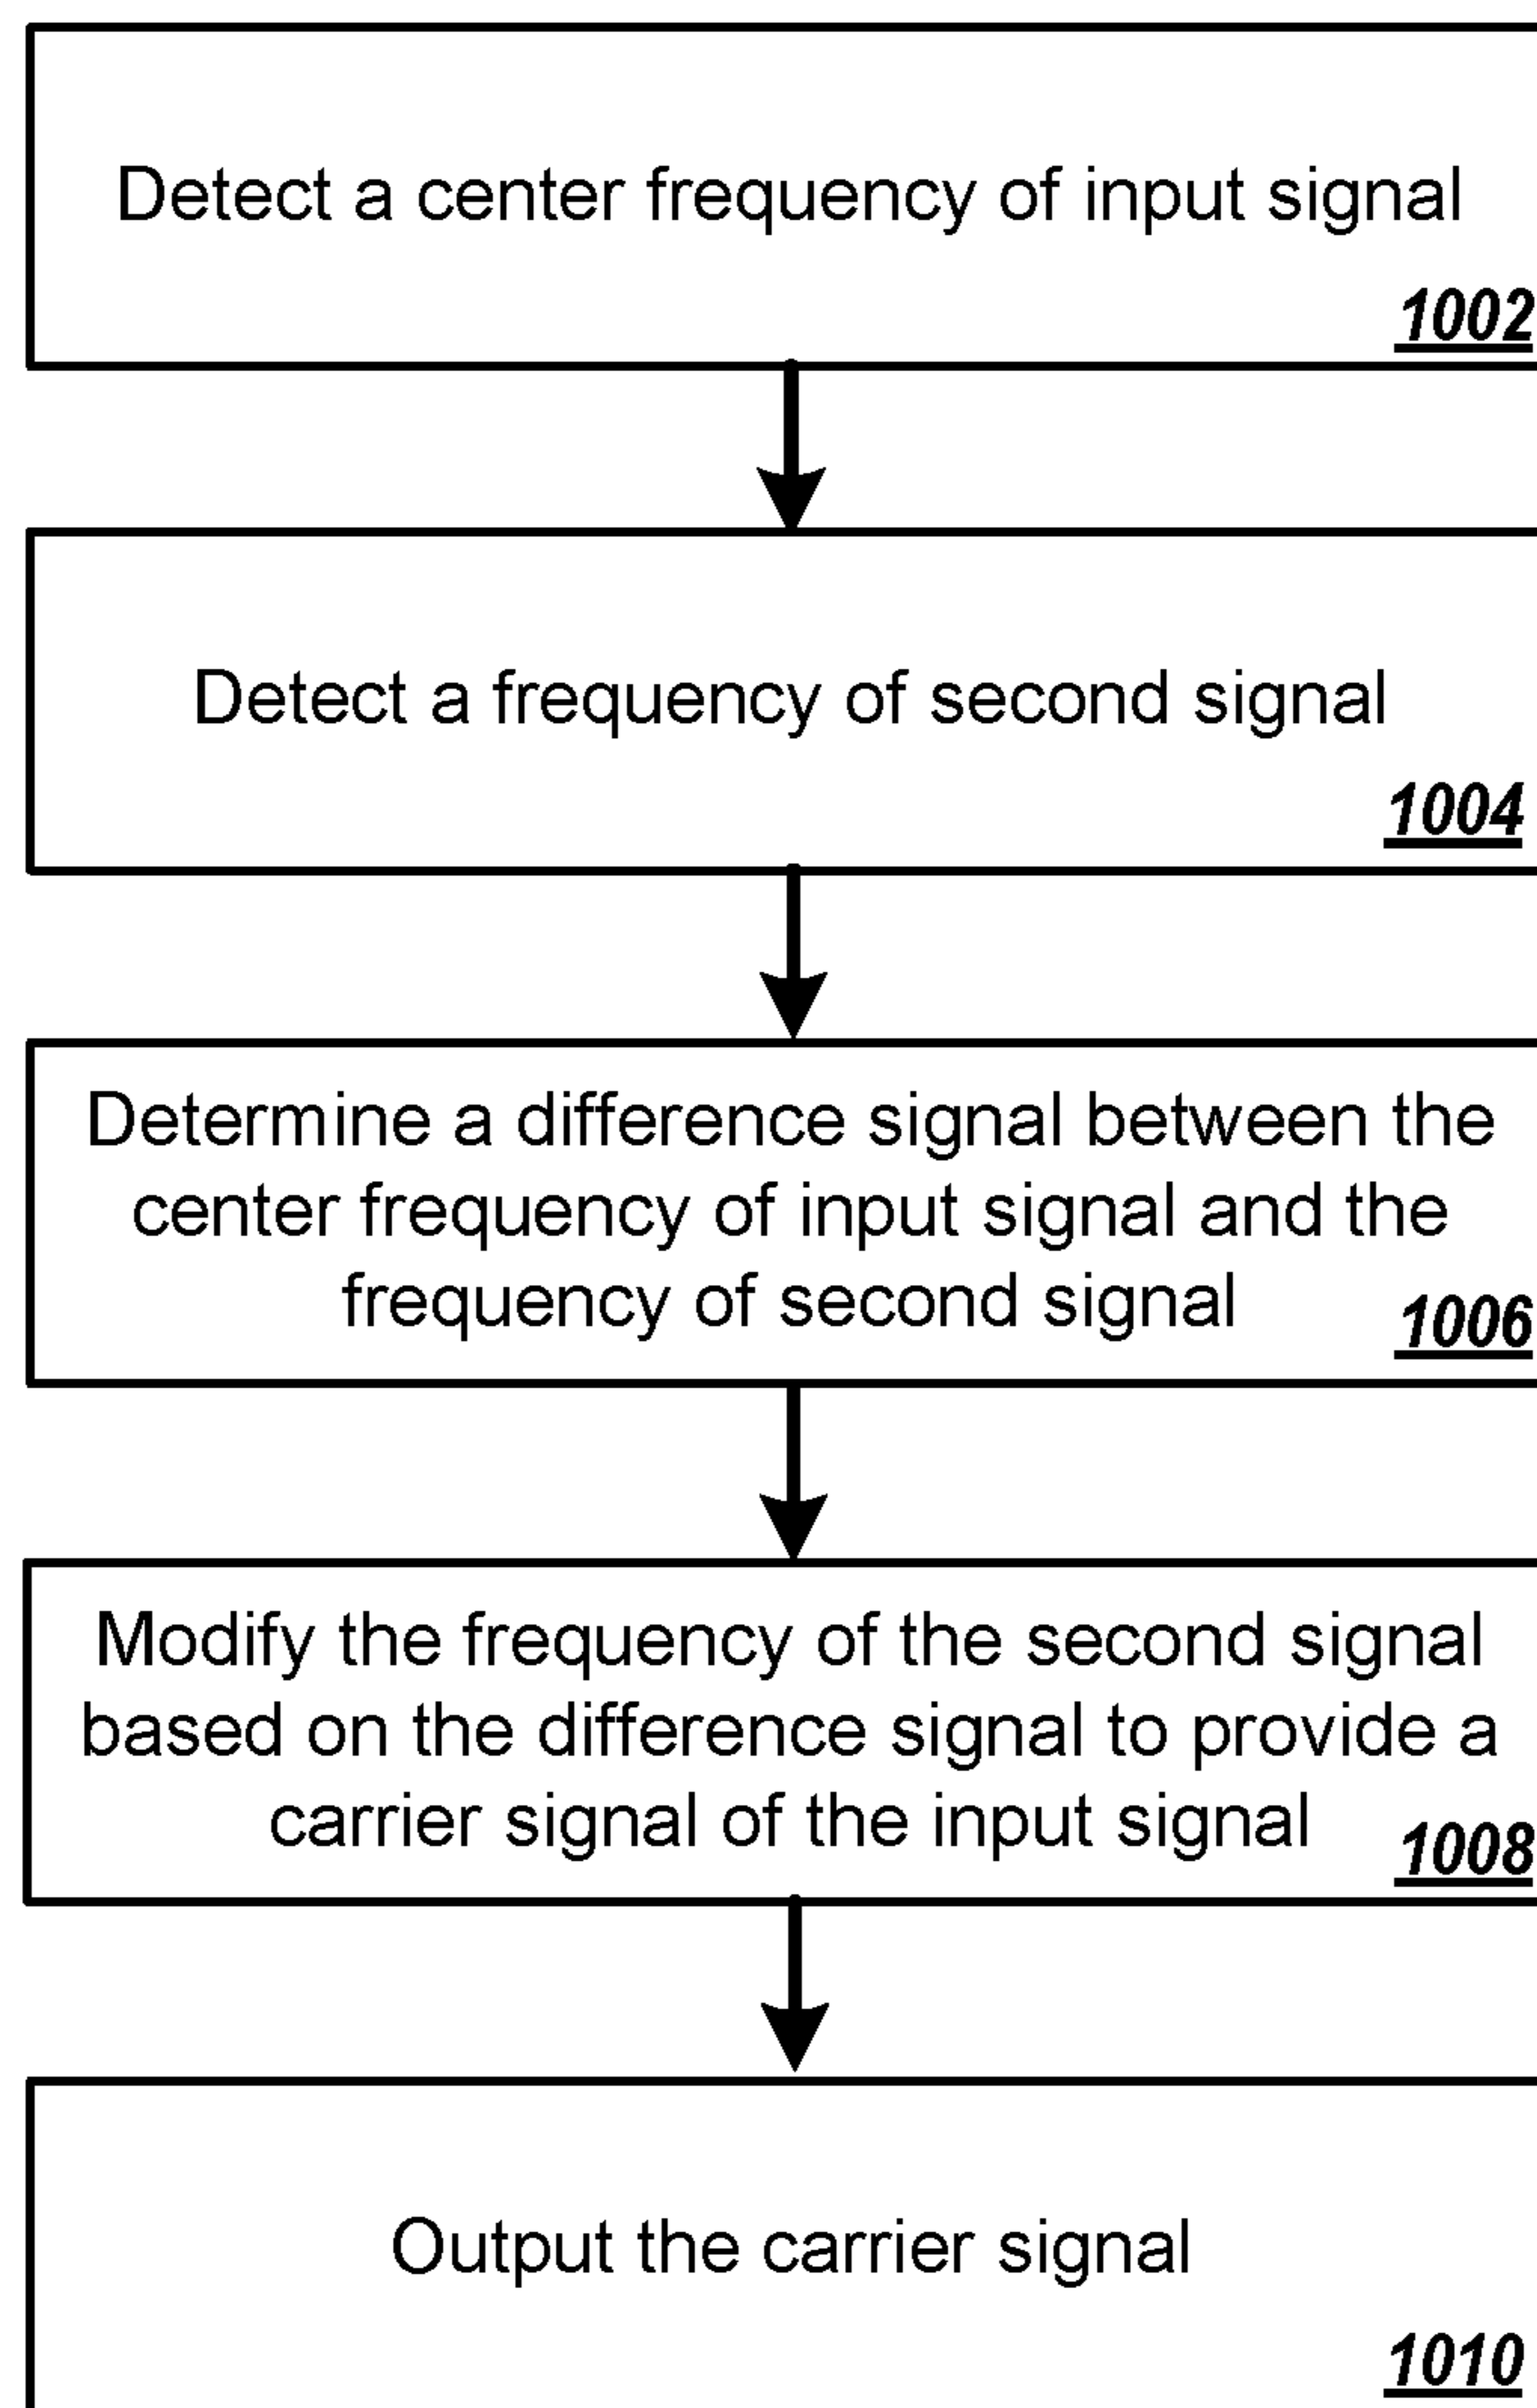 Detect a center frequency of input signal
1002
Detect a frequency of second signal
1004
Determine a difference signal between the
center frequency of input signal and the
frequency of second signal
1006
Modify the frequency of the second signal
based on the difference signal to provide a
carrier signal of the input signal
1008
Output the carrier signal
1010